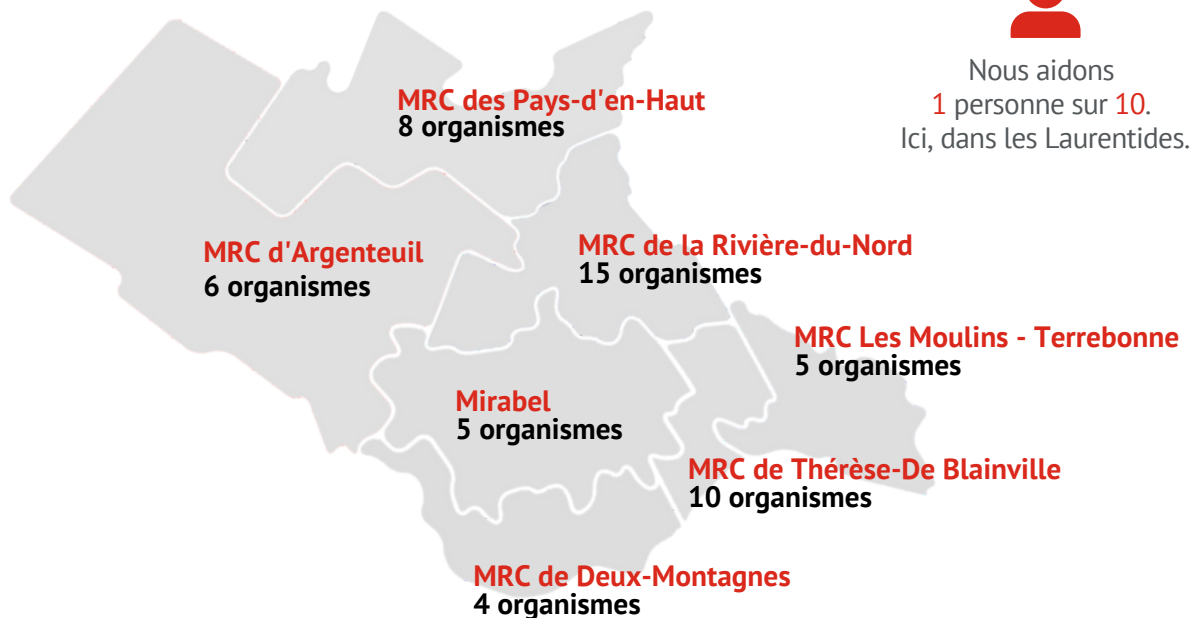 Nous aidons
1 personne sur 10.
Ici, dans les Laurentides.
MRC des Pays-d'en-Haut
8 organismes
MRC d'Argenteuil
6 organismes
MRC de la Rivière-du-Nord
15 organismes
MRC Les Moulins - Terrebonne
5 organismes
Mirabel
5 organismes
MRC de Thérèse-De Blainville
10 organismes
MRC de Deux-Montagnes
4 organismes